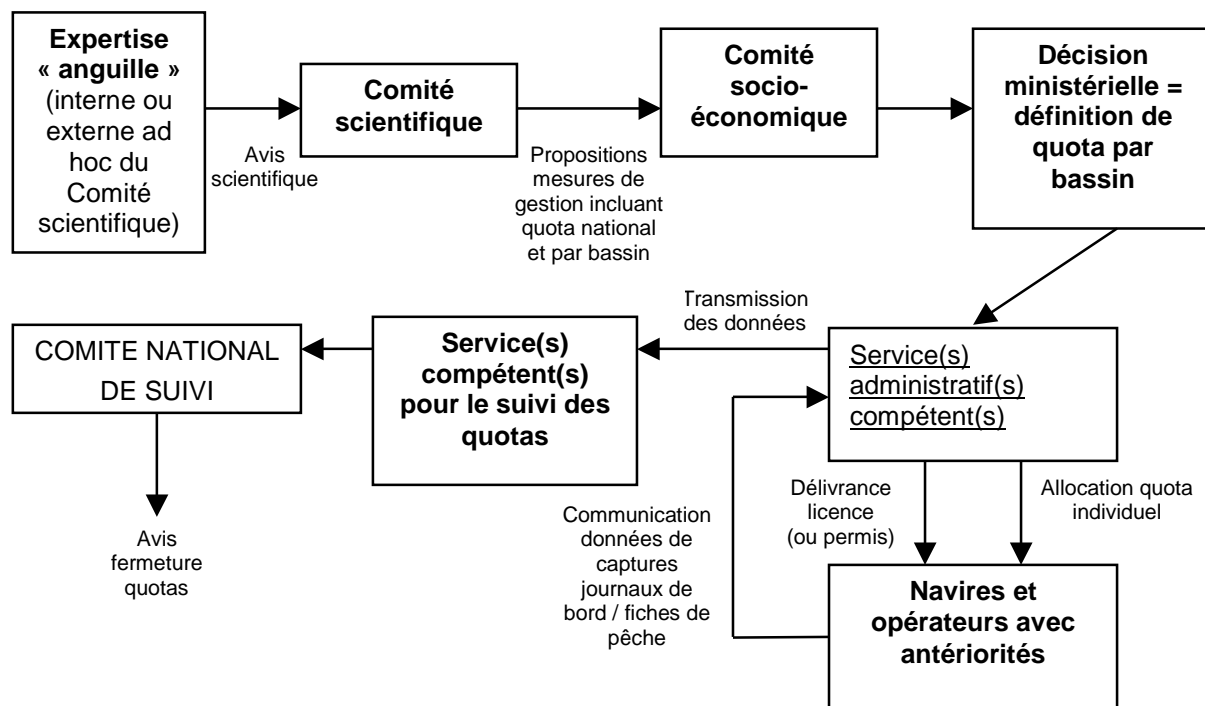 Expertise
« anguille »
(interne ou
externe ad
hoc du
Comité
scientifique)
Avis
scientifique
Comité
scientifique
Propositions
mesures de
gestion incluant
quota national
et par bassin
Comité
socio-
économique
Décision
ministérielle =
définition de
quota par
bassin
Service(s)
administratif(s)
compétent(s)
Transmission
des données
Service(s)
compétent(s)
pour le suivi des
quotas
COMITE NATIONAL
DE SUIVI
Avis
fermeture
quotas
Délivrance
licence
(ou permis)
Allocation quota
individuel
Navires et
opérateurs avec
antériorités
Communication
données de
captures
journaux de
bord / fiches de
pêche